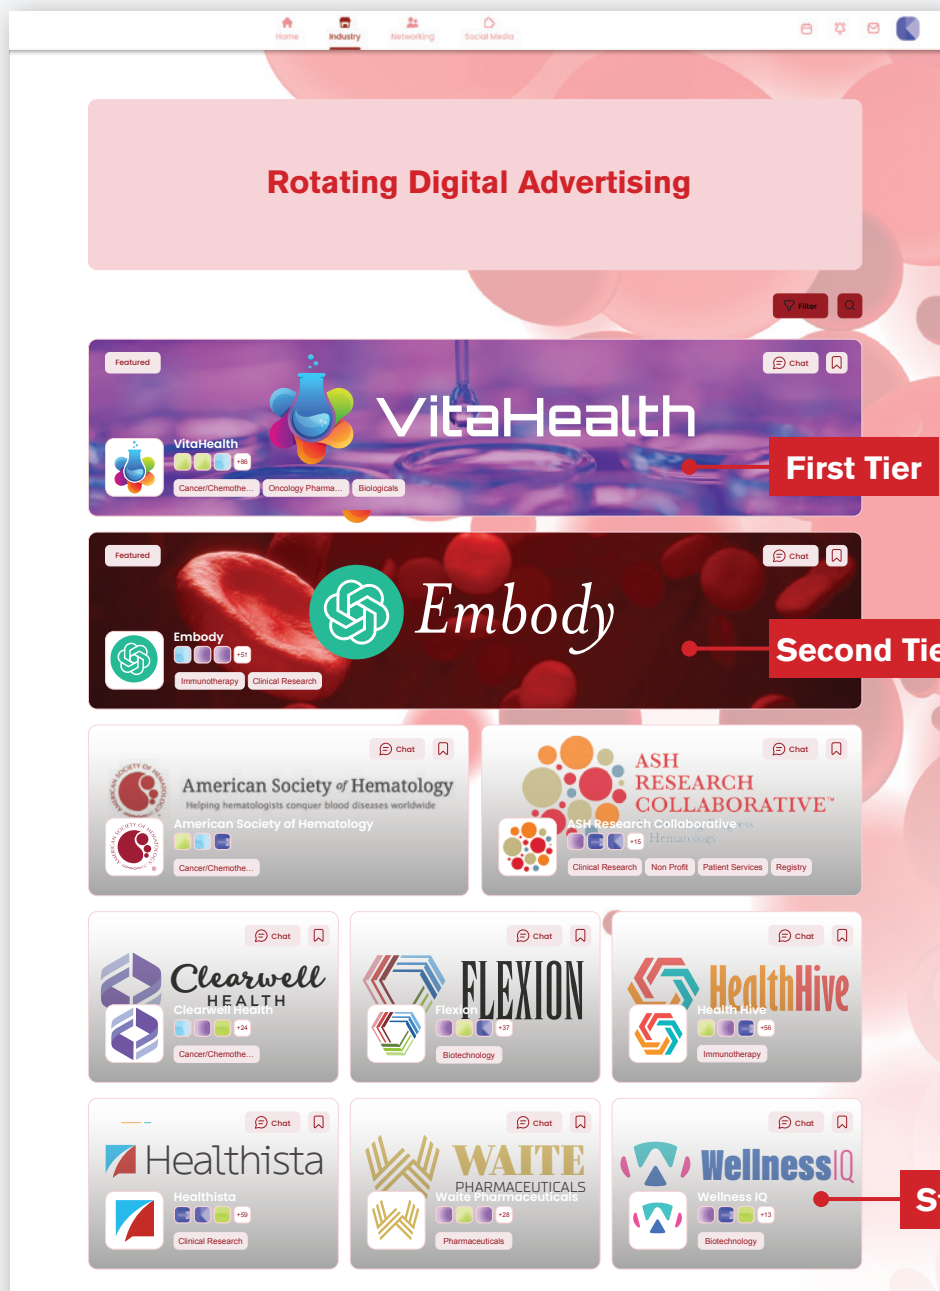 Home Industry Networking Social Media
Rotating Digital Advertising
Filter
Featured
Chat
VitaHealth
VitaHealth
+86
Cancer/Chemothe... Oncology Pharma... Biologicals
First Tier
Featured
Chat
Embody
Embody
+51
Immunotherapy Clinical Research
Second Tie
Chat
American Society of Hematology
Helping hematologists conquer blood diseases worldwide
American Society of Hematology
Cancer/Chemothe...
Chat
ASH
RESEARCH
COLLABORATIVE™
ASH Research Collaborative
Hematology
+15
Clinical Research Non Profit Patient Services Registry
Chat
Clearwell
HEALTH
Clearwell Health
+24
Cancer/Chemothe...
Chat
FLEXION
Flexion
+37
Biotechnology
Chat
HealthHive
Health Hive
+56
Immunotherapy
Chat
Healthista
Healthista
+59
Clinical Research
Chat
WAITE
PHARMACEUTICALS
Waite Pharmaceuticals
+28
Pharmaceuticals
Chat
WellnessIQ
Wellness IQ
+13
Biotechnology
St